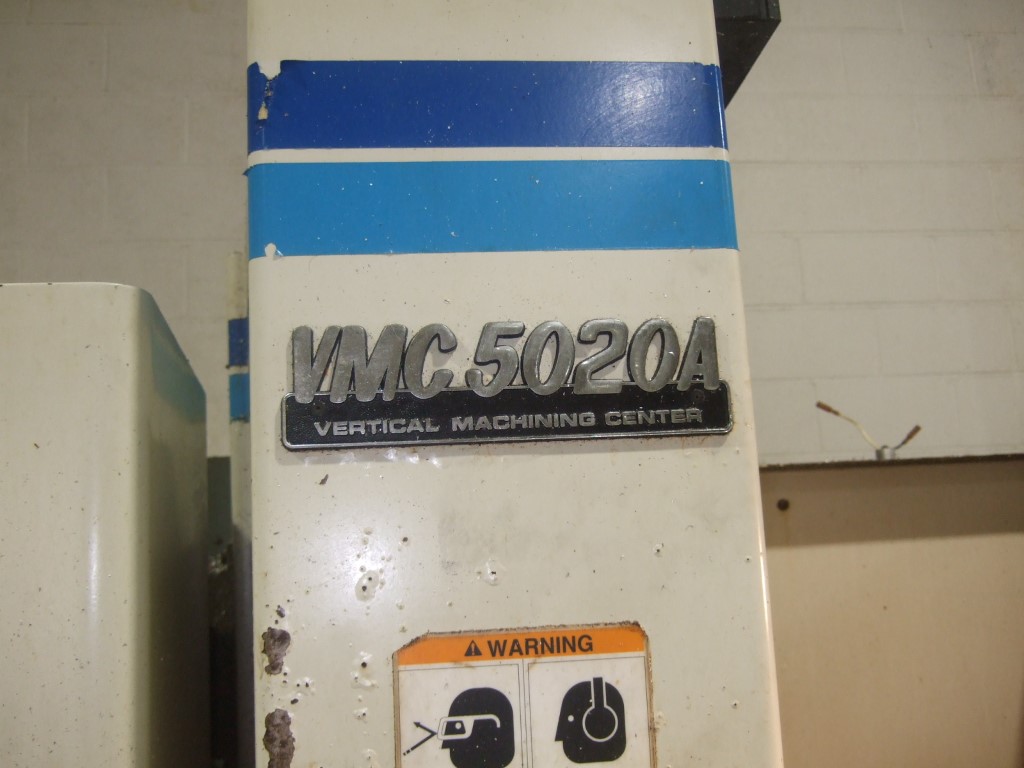 VMC 5020A
VERTICAL MACHINING CENTER
WARNING